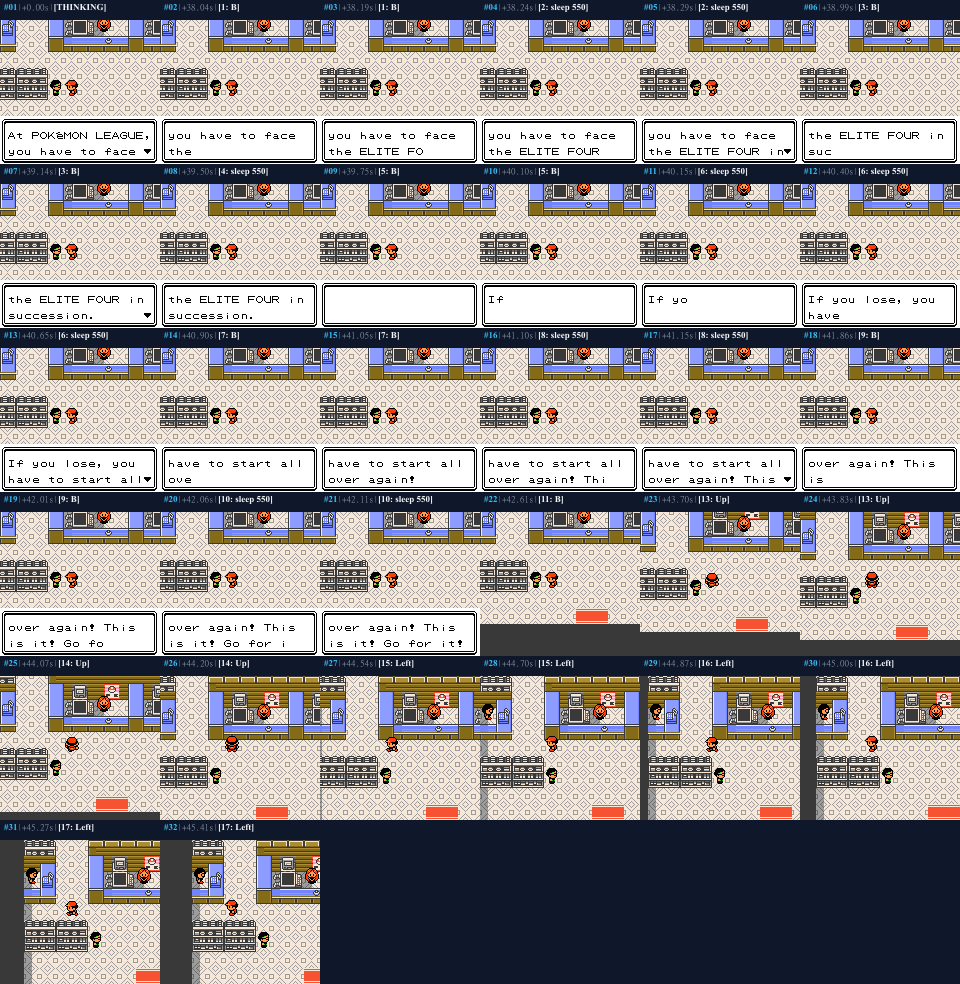 #01|+0.00s|[THINKING]
At POKéMON LEAGUE,
you have to face
#02|+38.04s|[1: B]
you have to face
the
#03|+38.19s|[1: B]
you have to face
the ELITE FO
#04|+38.24s|[2: sleep 550]
you have to face
the ELITE FOUR
#05|+38.29s|[2: sleep 550]
you have to face
the ELITE FOUR in
#06|+38.99s|[3: B]
the ELITE FOUR in
suc
#07|+39.14s|[3: B]
the ELITE FOUR in
succession.
#08|+39.50s|[4: sleep 550]
the ELITE FOUR in
succession.
#09|+39.75s|[5: B]
#10|+40.10s|[5: B]
If
#11|+40.15s|[6: sleep 550]
If yo
#12|+40.40s|[6: sleep 550]
If you lose, you
have
#13|+40.65s|[6: sleep 550]
If you lose, you
have to start all
#14|+40.90s|[7: B]
have to start all
ove
#15|+41.05s|[7: B]
have to start all
over again!
#16|+41.10s|[8: sleep 550]
have to start all
over again! Thi
#17|+41.15s|[8: sleep 550]
have to start all
over again! This
#18|+41.86s|[9: B]
over again! This
is
#19|+42.01s|[9: B]
over again! This
is it! Go fo
#20|+42.06s|[10: sleep 550]
over again! This
is it! Go for i
#21|+42.11s|[10: sleep 550]
over again! This
is it! Go for it!
#22|+42.61s|[11: B]
#23|+43.70s|[13: Up]
#24|+43.83s|[13: Up]
#25|+44.07s|[14: Up]
#26|+44.20s|[14: Up]
#27|+44.54s|[15: Left]
#28|+44.70s|[15: Left]
#29|+44.87s|[16: Left]
#30|+45.00s|[16: Left]
#31|+45.27s|[17: Left]
#32|+45.41s|[17: Left]